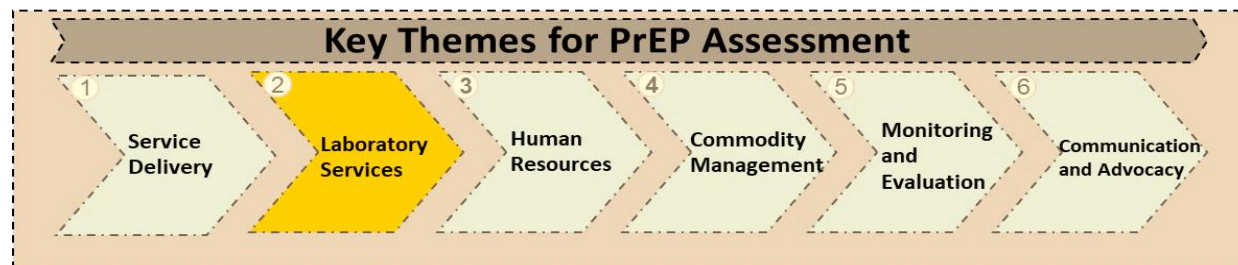 Key Themes for PrEP Assessment
1
Service
Delivery
2
Laboratory
Services
3
Human
Resources
4
Commodity
Management
5
Monitoring
and
Evaluation
6
Communication
and Advocacy